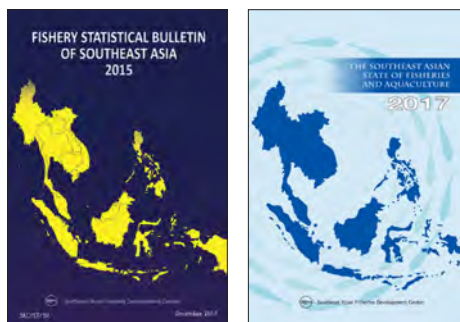 FISHERY STATISTICAL BULLETIN
OF SOUTHEAST ASIA
2015
Southeast Asian Fisheries Development Center
December 2017
THE SOUTHEAST ASIAN
STATE OF FISHERIES
AND AQUACULTURE
2017
Southeast Asian Fisheries Development Center